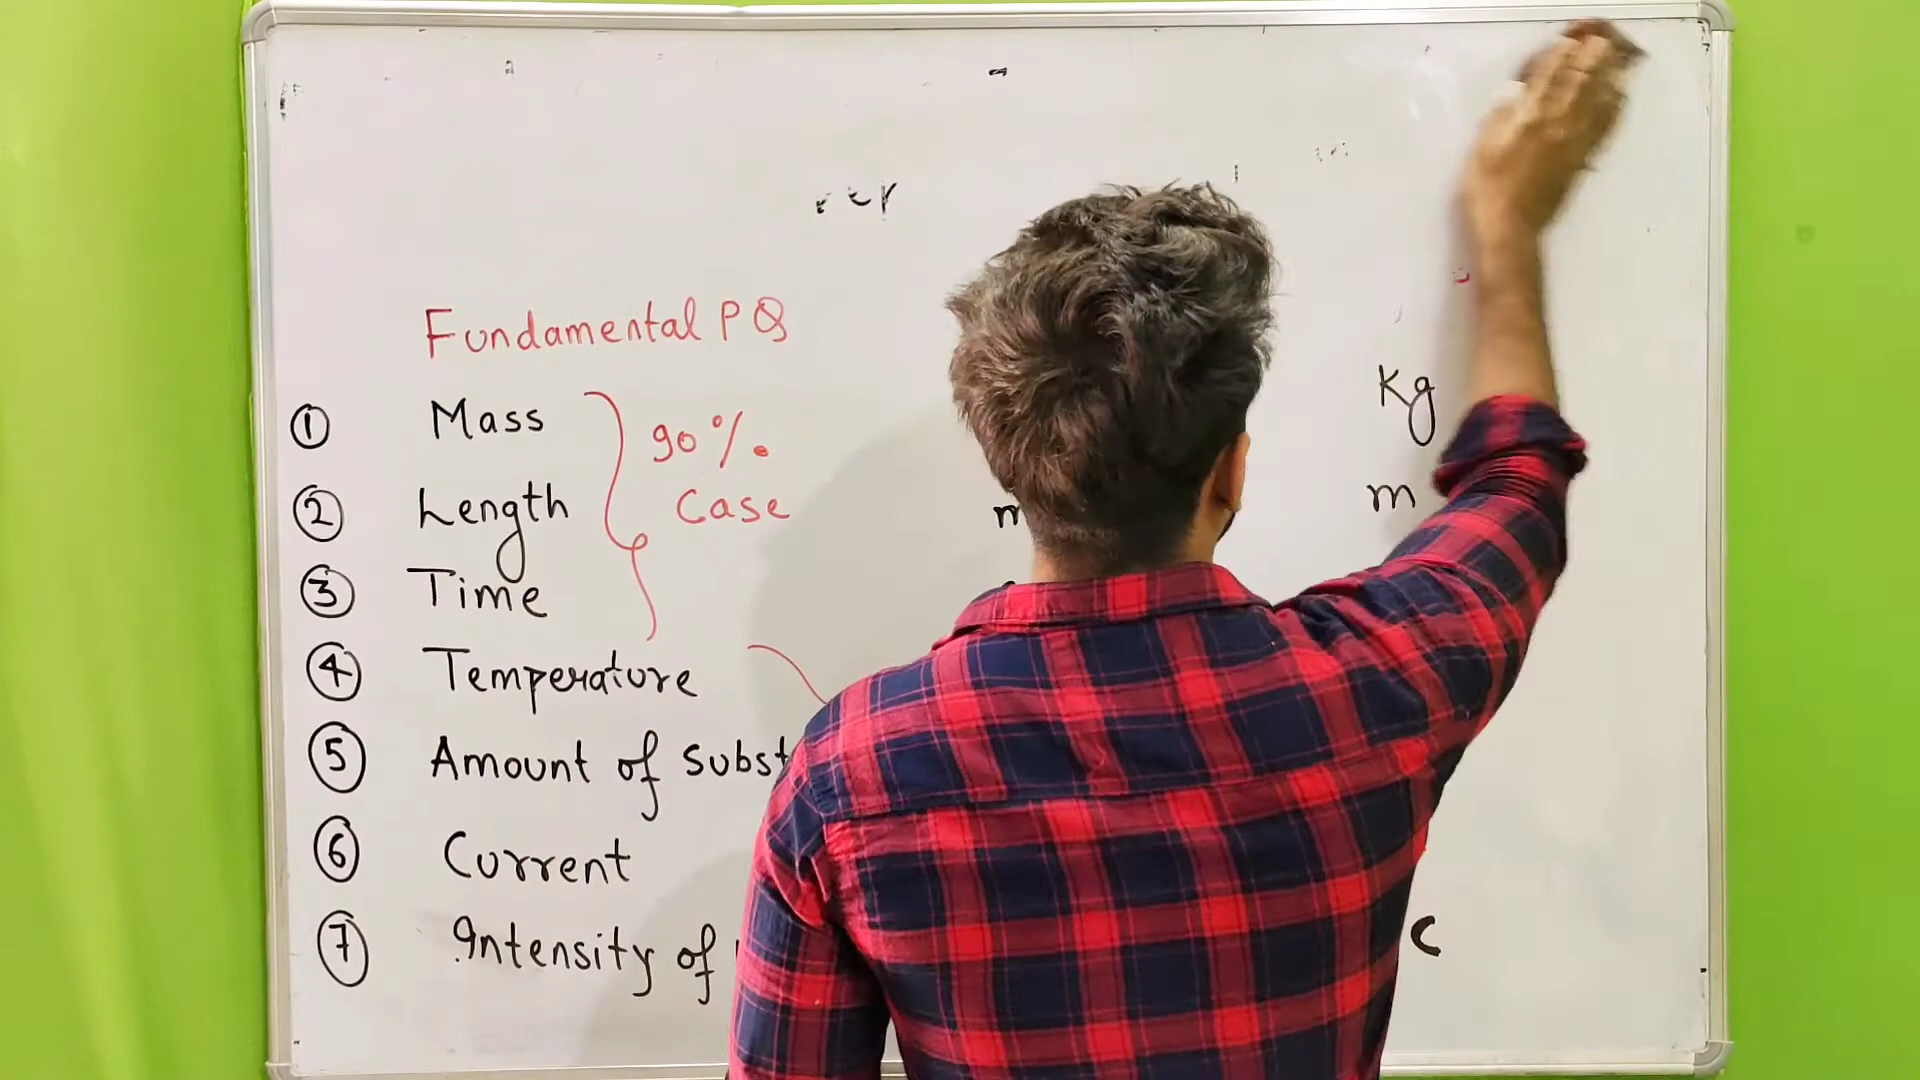 Fundamental P Q
① Mass 90%. Kg
② Length Case m
③ Time
④ Temperature
⑤ Amount of subst
⑥ Current
⑦ Intensity of
C